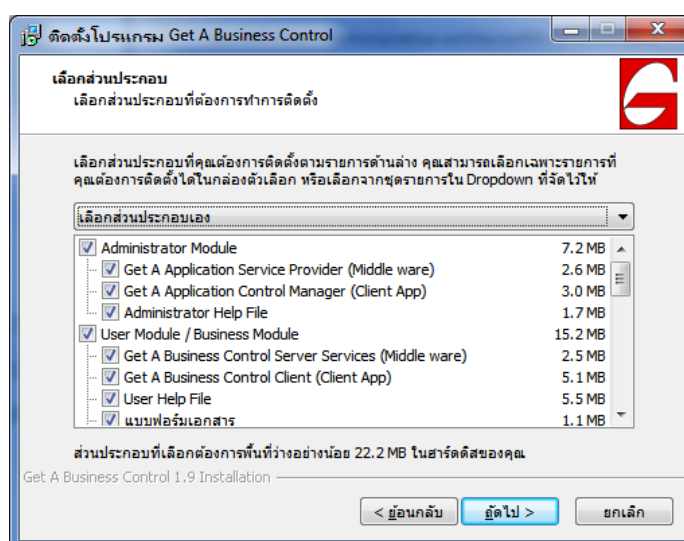 ติดตั้งโปรแกรม Get A Business Control
เลือกส่วนประกอบ
เลือกส่วนประกอบที่ต้องการทำการติดตั้ง
เลือกส่วนประกอบที่คุณต้องการติดตั้งตามรายการด้านล่าง คุณสามารถเลือกเฉพาะรายการที่
คุณต้องการติดตั้งได้ในกล่องตัวเลือก หรือเลือกจากชุดรายการใน Dropdown ที่จัดไว้ให้
เลือกส่วนประกอบเอง
Administrator Module 7.2 MB
Get A Application Service Provider (Middle ware) 2.6 MB
Get A Application Control Manager (Client App) 3.0 MB
Administrator Help File 1.7 MB
User Module / Business Module 15.2 MB
Get A Business Control Server Services (Middle ware) 2.5 MB
Get A Business Control Client (Client App) 5.1 MB
User Help File 5.5 MB
แบบฟอร์มเอกสาร 1.1 MB
ส่วนประกอบที่เลือกต้องการพื้นที่ว่างอย่างน้อย 22.2 MB ในฮาร์ดดิสของคุณ
Get A Business Control 1.9 Installation
< ย้อนกลับ ถัดไป > ยกเลิก